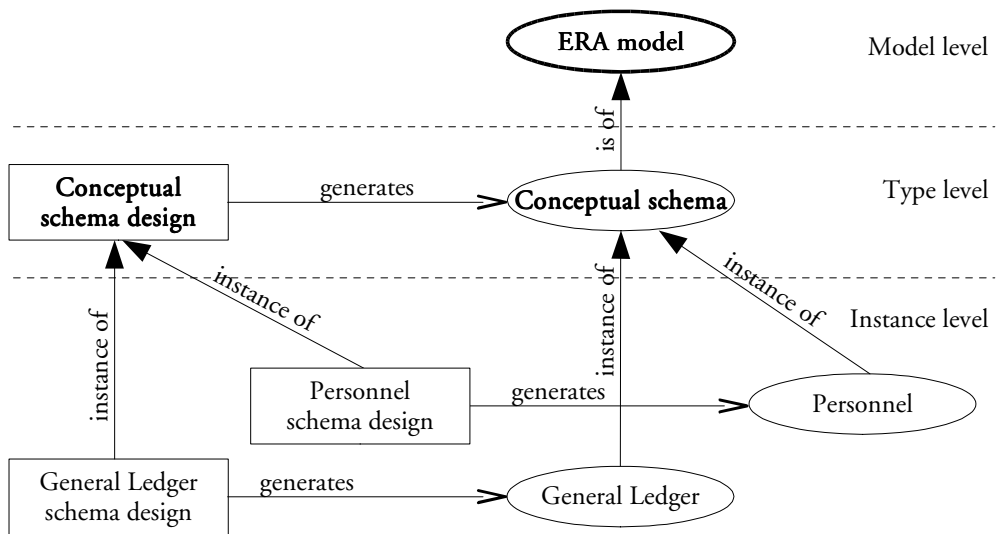 ERA model
Model level
is of
Conceptual
schema design
generates
Conceptual schema
Type level
instance of
instance of
instance of
instance of
Instance level
Personnel
schema design
generates
Personnel
General Ledger
schema design
generates
General Ledger